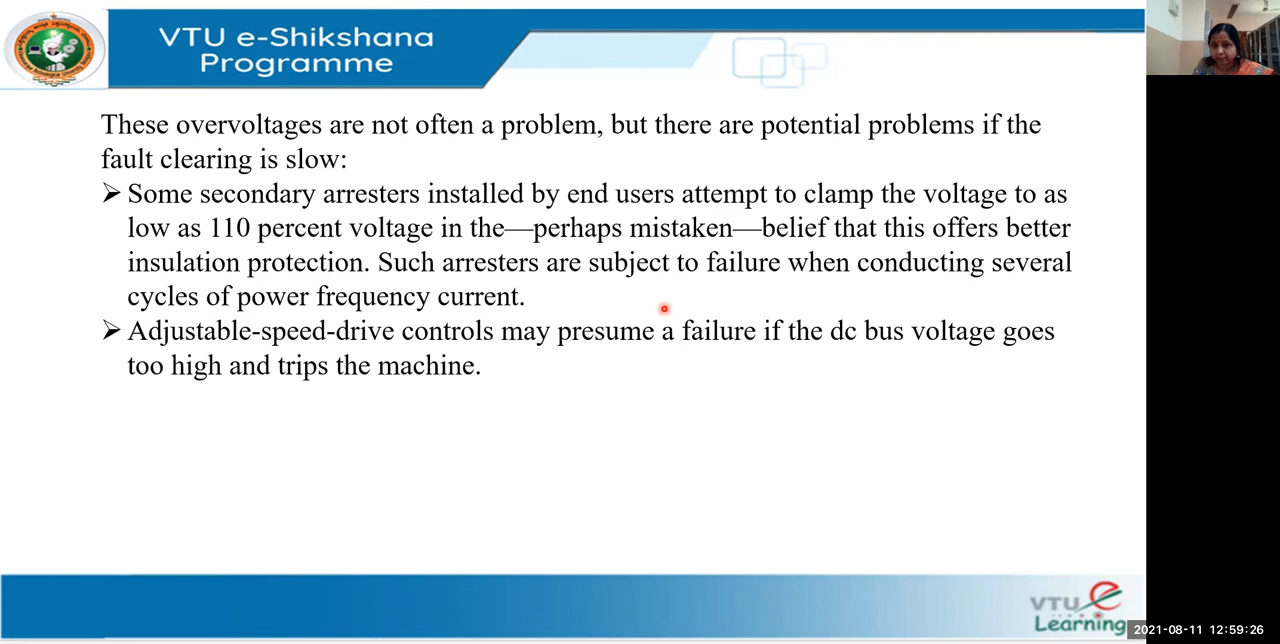 VTU e-Shikshana
Programme
These overvoltages are not often a problem, but there are potential problems if the
fault clearing is slow:
➢ Some secondary arresters installed by end users attempt to clamp the voltage to as
low as 110 percent voltage in the—perhaps mistaken—belief that this offers better
insulation protection. Such arresters are subject to failure when conducting several
cycles of power frequency current.
➢ Adjustable-speed-drive controls may presume a failure if the dc bus voltage goes
too high and trips the machine.
VTU e
Learning
2021-08-11 12:59:26